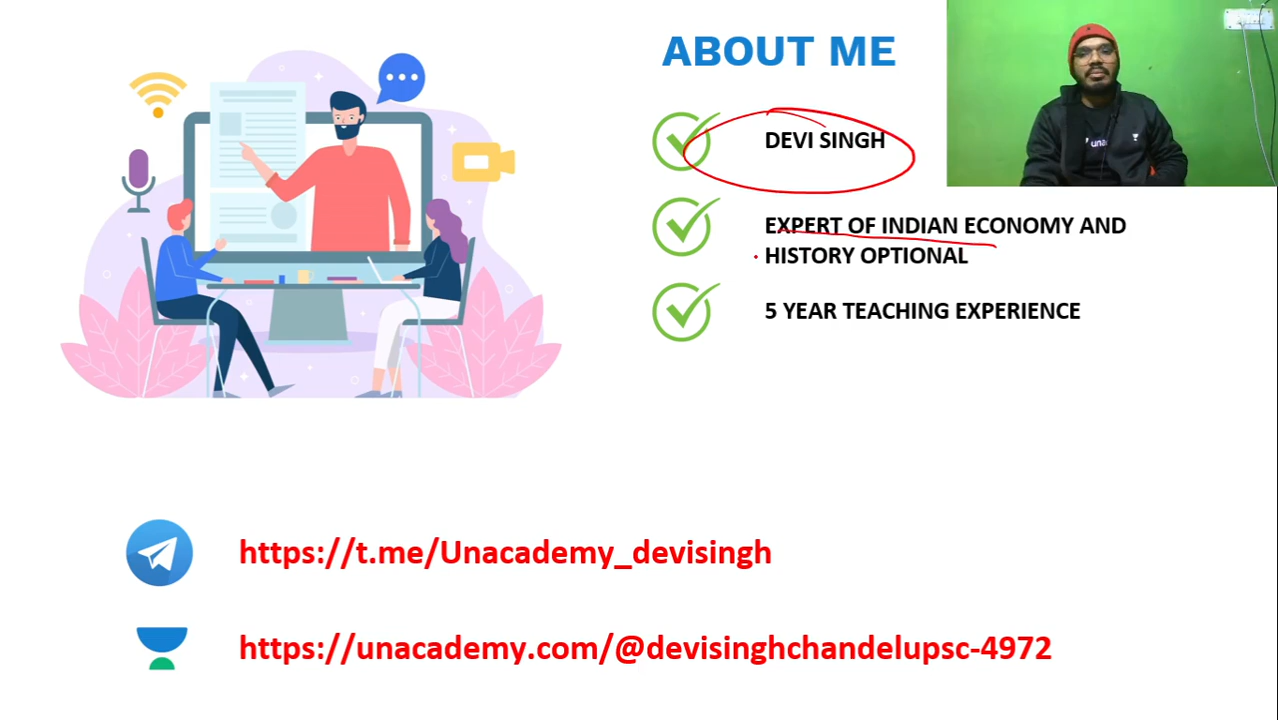 ABOUT ME
DEVI SINGH
EXPERT OF INDIAN ECONOMY AND
HISTORY OPTIONAL
5 YEAR TEACHING EXPERIENCE
https://t.me/Unacademy_devisingh
https://unacademy.com/@devisinghchandelupsc-4972